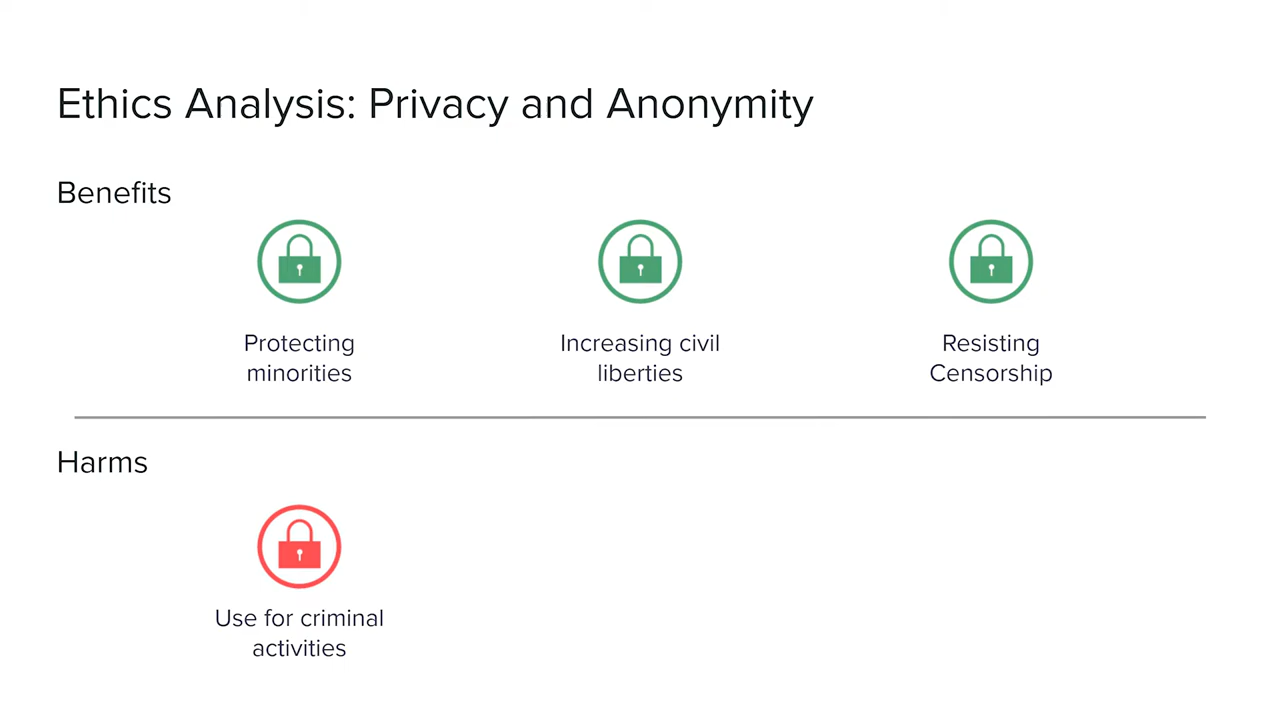 Ethics Analysis: Privacy and Anonymity
Benefits
Protecting
minorities
Increasing civil
liberties
Resisting
Censorship
Harms
Use for criminal
activities